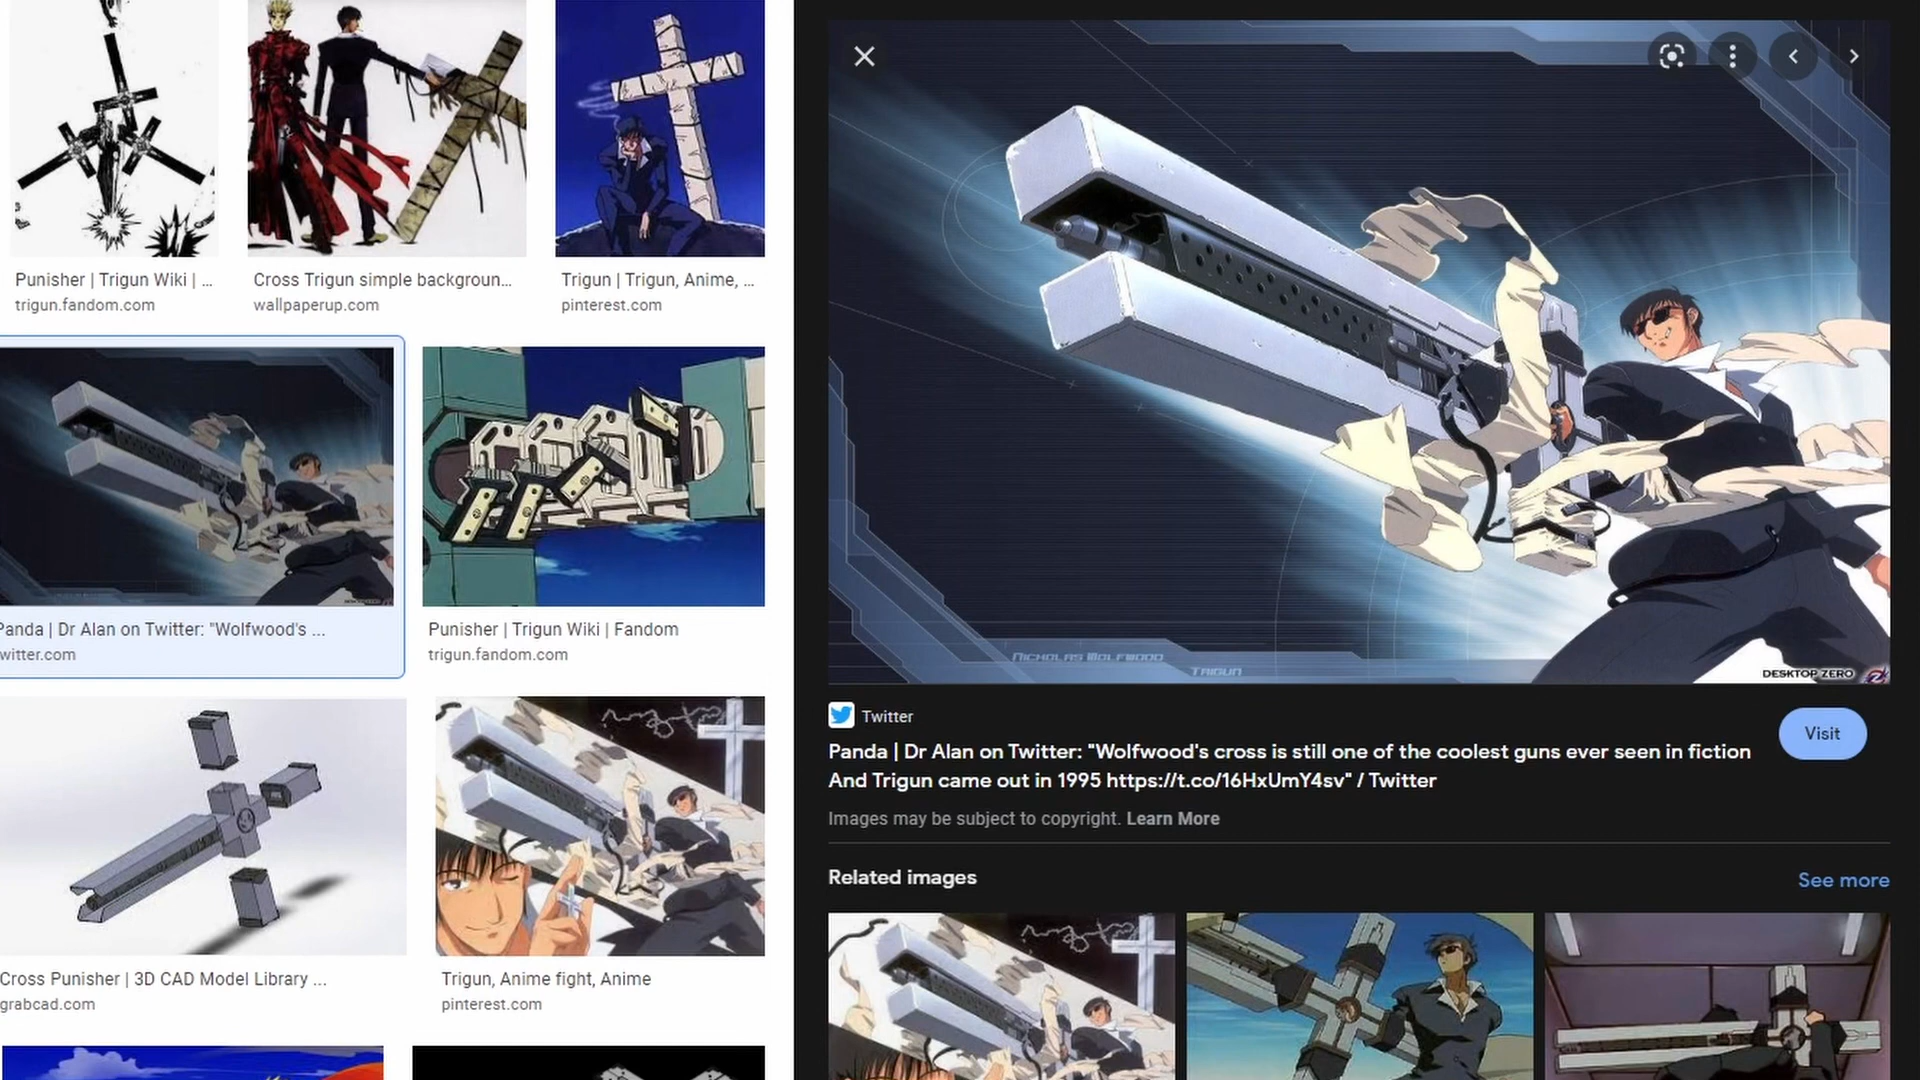 Punisher | Trigun Wiki | ...
trigun.fandom.com
Cross Trigun simple backgroun...
wallpaperup.com
Trigun | Trigun, Anime, ...
pinterest.com
Panda | Dr Alan on Twitter: "Wolfwood's ...
witter.com
Punisher | Trigun Wiki | Fandom
trigun.fandom.com
Cross Punisher | 3D CAD Model Library ...
grabcad.com
Trigun, Anime fight, Anime
pinterest.com
Nicholas Wolfwood
Trigun
DESKTOP ZERO
Twitter
Visit
Panda | Dr Alan on Twitter: "Wolfwood's cross is still one of the coolest guns ever seen in fiction
And Trigun came out in 1995 https://t.co/16HxUmY4sv" / Twitter
Images may be subject to copyright. Learn More
Related images
See more